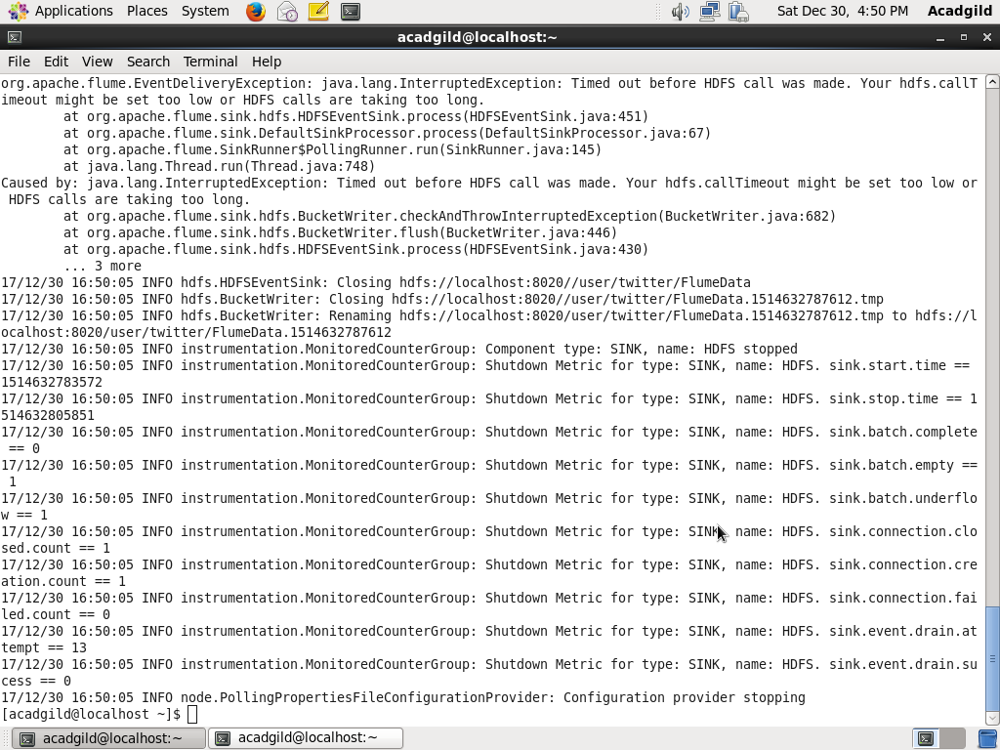 Applications Places System Sat Dec 30, 4:50 PM Acadgild
acadgild@localhost:~
File Edit View Search Terminal Help
org.apache.flume.EventDeliveryException: java.lang.InterruptedException: Timed out before HDFS call was made. Your hdfs.callT
imeout might be set too low or HDFS calls are taking too long.
at org.apache.flume.sink.hdfs.HDFSEventSink.process(HDFSEventSink.java:451)
at org.apache.flume.sink.DefaultSinkProcessor.process(DefaultSinkProcessor.java:67)
at org.apache.flume.SinkRunner$PollingRunner.run(SinkRunner.java:145)
at java.lang.Thread.run(Thread.java:748)
Caused by: java.lang.InterruptedException: Timed out before HDFS call was made. Your hdfs.callTimeout might be set too low or
HDFS calls are taking too long.
at org.apache.flume.sink.hdfs.BucketWriter.checkAndThrowInterruptedException(BucketWriter.java:682)
at org.apache.flume.sink.hdfs.BucketWriter.flush(BucketWriter.java:446)
at org.apache.flume.sink.hdfs.HDFSEventSink.process(HDFSEventSink.java:430)
... 3 more
17/12/30 16:50:05 INFO hdfs.HDFSEventSink: Closing hdfs://localhost:8020//user/twitter/FlumeData
17/12/30 16:50:05 INFO hdfs.BucketWriter: Closing hdfs://localhost:8020//user/twitter/FlumeData.1514632787612.tmp
17/12/30 16:50:05 INFO hdfs.BucketWriter: Renaming hdfs://localhost:8020/user/twitter/FlumeData.1514632787612.tmp to hdfs://l
ocalhost:8020/user/twitter/FlumeData.1514632787612
17/12/30 16:50:05 INFO instrumentation.MonitoredCounterGroup: Component type: SINK, name: HDFS stopped
17/12/30 16:50:05 INFO instrumentation.MonitoredCounterGroup: Shutdown Metric for type: SINK, name: HDFS. sink.start.time ==
1514632783572
17/12/30 16:50:05 INFO instrumentation.MonitoredCounterGroup: Shutdown Metric for type: SINK, name: HDFS. sink.stop.time == 1
514632805851
17/12/30 16:50:05 INFO instrumentation.MonitoredCounterGroup: Shutdown Metric for type: SINK, name: HDFS. sink.batch.complete
== 0
17/12/30 16:50:05 INFO instrumentation.MonitoredCounterGroup: Shutdown Metric for type: SINK, name: HDFS. sink.batch.empty ==
1
17/12/30 16:50:05 INFO instrumentation.MonitoredCounterGroup: Shutdown Metric for type: SINK, name: HDFS. sink.batch.underflo
w == 1
17/12/30 16:50:05 INFO instrumentation.MonitoredCounterGroup: Shutdown Metric for type: SINK, name: HDFS. sink.connection.clo
sed.count == 1
17/12/30 16:50:05 INFO instrumentation.MonitoredCounterGroup: Shutdown Metric for type: SINK, name: HDFS. sink.connection.cre
ation.count == 1
17/12/30 16:50:05 INFO instrumentation.MonitoredCounterGroup: Shutdown Metric for type: SINK, name: HDFS. sink.connection.fai
led.count == 0
17/12/30 16:50:05 INFO instrumentation.MonitoredCounterGroup: Shutdown Metric for type: SINK, name: HDFS. sink.event.drain.at
tempt == 13
17/12/30 16:50:05 INFO instrumentation.MonitoredCounterGroup: Shutdown Metric for type: SINK, name: HDFS. sink.event.drain.su
cess == 0
17/12/30 16:50:05 INFO node.PollingPropertiesFileConfigurationProvider: Configuration provider stopping
[acadgild@localhost ~]$
acadgild@localhost:~ acadgild@localhost:~